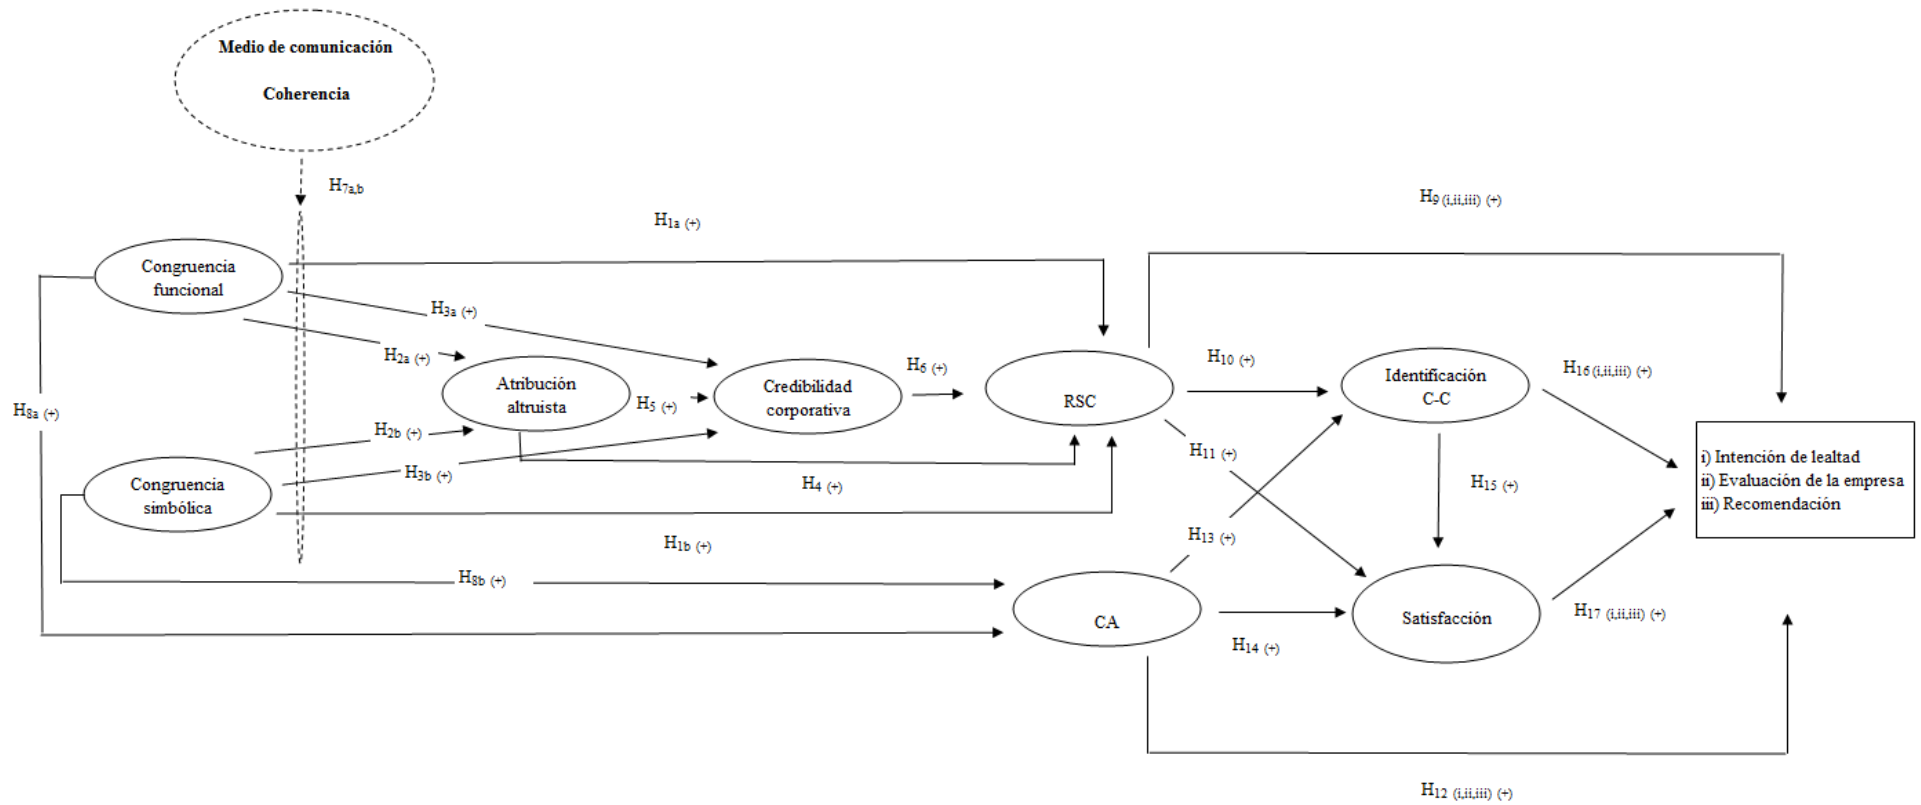 Medio de comunicación
Coherencia
H7a,b
H9 (i,ii,iii) (+)
H1a (+)
Congruencia
funcional
H3a (+)
H2a (+)
H6 (+)
H10 (+)
H16 (i,ii,iii) (+)
Atribución
altruista
Credibilidad
corporativa
RSC
Identificación
C-C
H8a (+)
H5 (+)
H2b (+)
H3b (+)
H4 (+)
H11 (+)
H15 (+)
i) Intención de lealtad
ii) Evaluación de la empresa
iii) Recomendación
Congruencia
simbólica
H1b (+)
H13 (+)
H8b (+)
CA
Satisfacción
H17 (i,ii,iii) (+)
H14 (+)
H12 (i,ii,iii) (+)